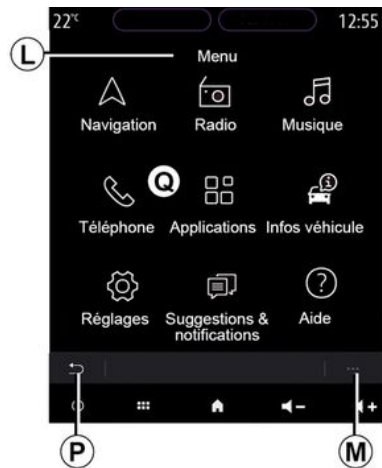 22°C 12:55
L
Menu
Navigation Radio Musique
Q
Téléphone Applications Infos véhicule
Réglages Suggestions & notifications Aide
P M